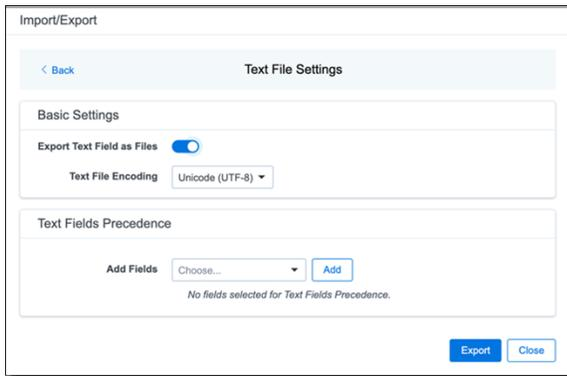 Import/Export
< Back
Text File Settings
Basic Settings
Export Text Field as Files
Text File Encoding Unicode (UTF-8)
Text Fields Precedence
Add Fields Choose... Add
No fields selected for Text Fields Precedence.
Export Close